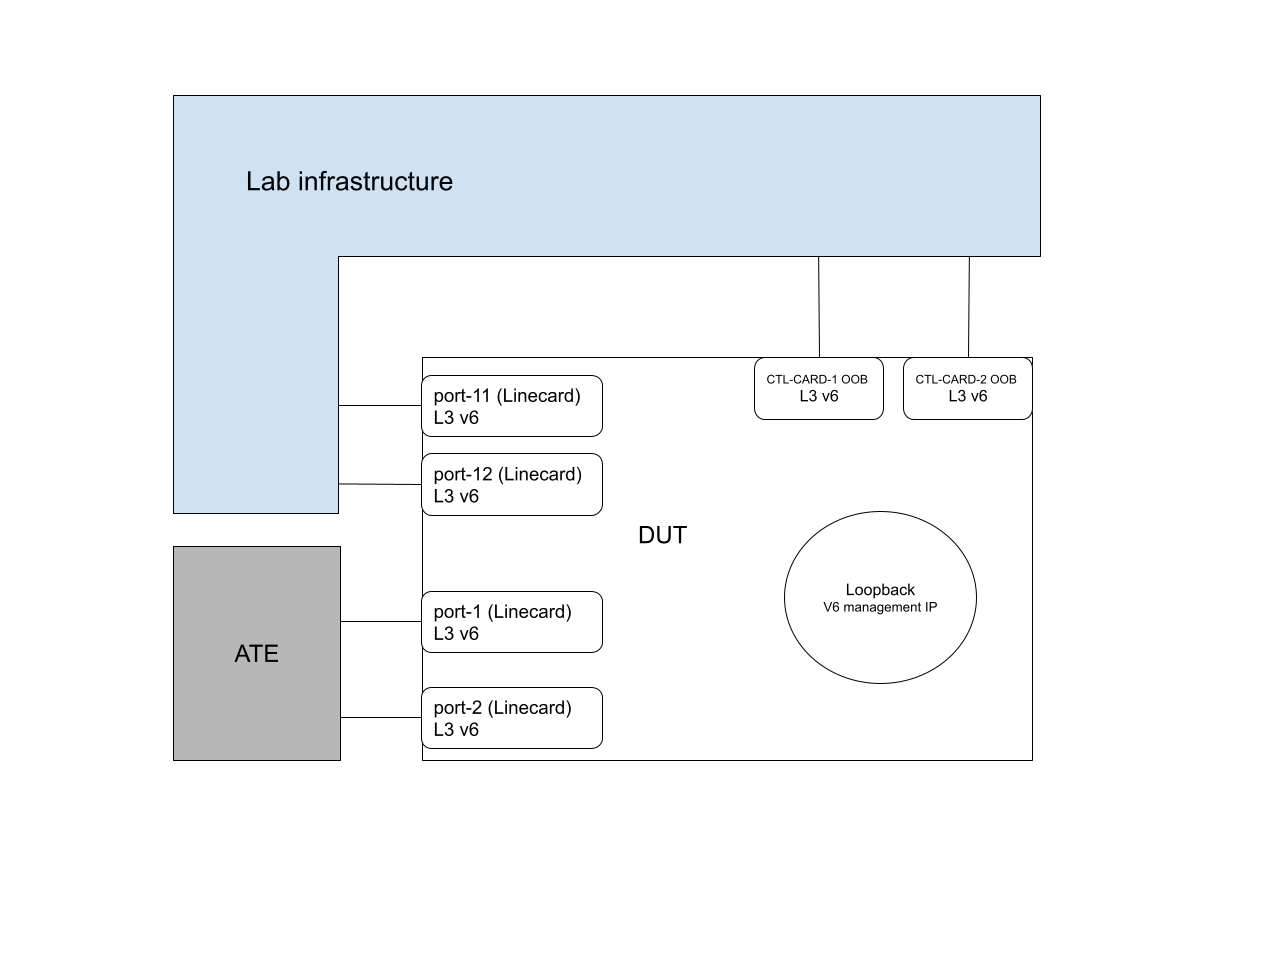 Lab infrastructure
CTL-CARD-1 OOB
L3 v6
CTL-CARD-2 OOB
L3 v6
port-11 (Linecard)
L3 v6
port-12 (Linecard)
L3 v6
DUT
Loopback
V6 management IP
port-1 (Linecard)
L3 v6
ATE
port-2 (Linecard)
L3 v6